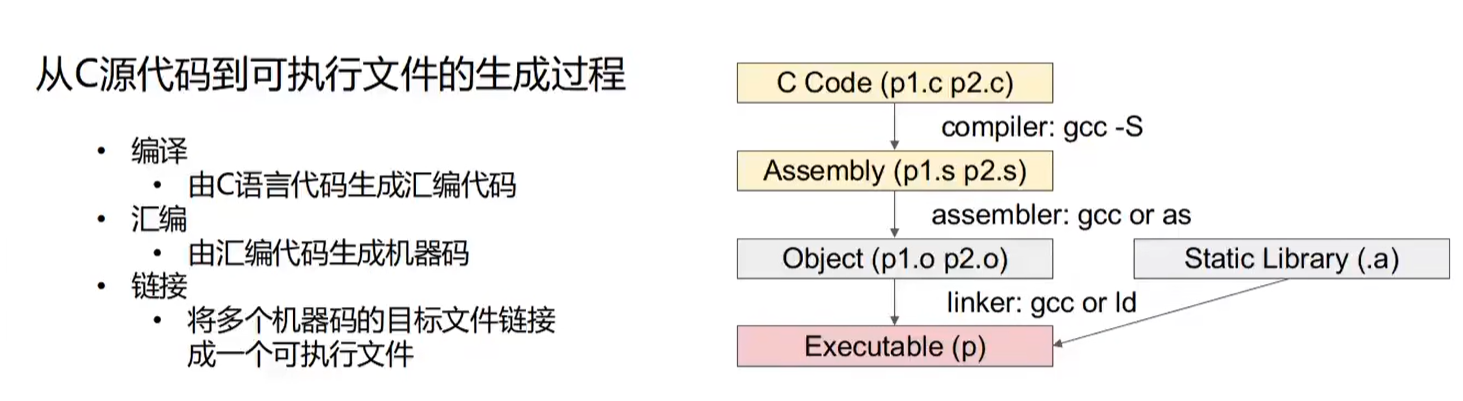 从C源代码到可执行文件的生成过程
• 编译
• 由C语言代码生成汇编代码
• 汇编
• 由汇编代码生成机器码
• 链接
• 将多个机器码的目标文件链接
成一个可执行文件
C Code (p1.c p2.c)
compiler: gcc -S
Assembly (p1.s p2.s)
assembler: gcc or as
Object (p1.o p2.o)
Static Library (.a)
linker: gcc or ld
Executable (p)